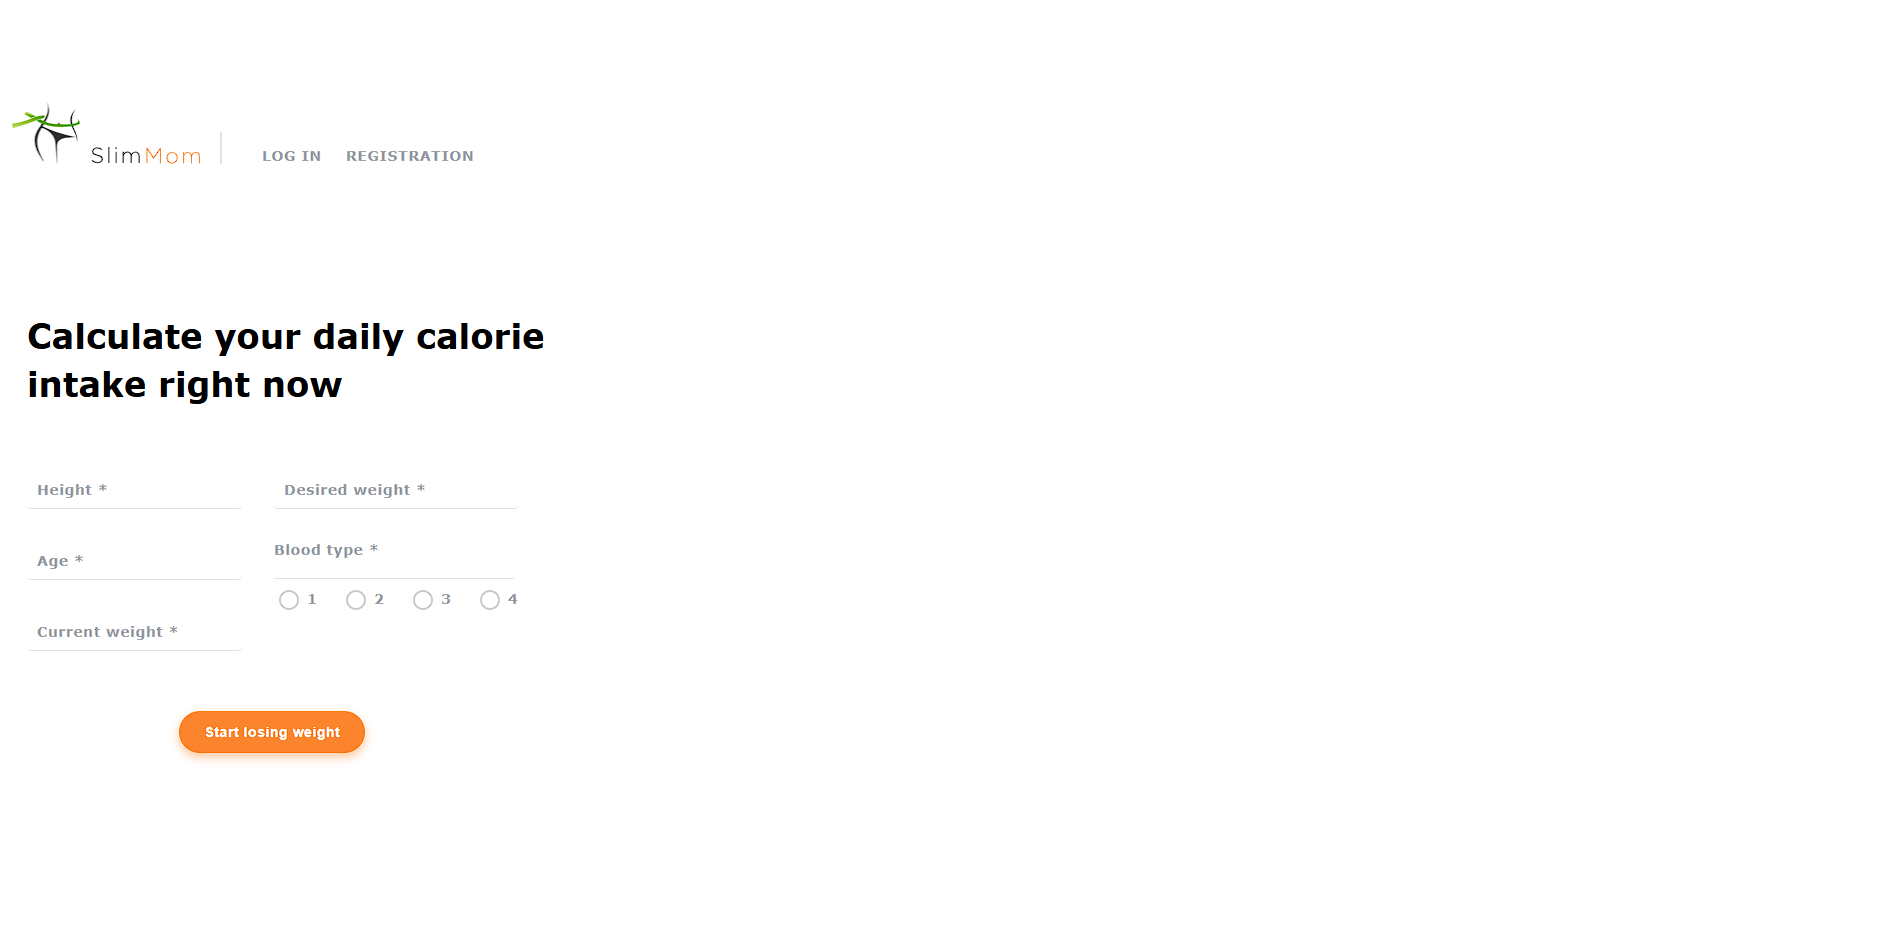 SlimMom
LOG IN REGISTRATION
Calculate your daily calorie
intake right now
Height *
Desired weight *
Age *
Blood type *
1 2 3 4
Current weight *
Start losing weight